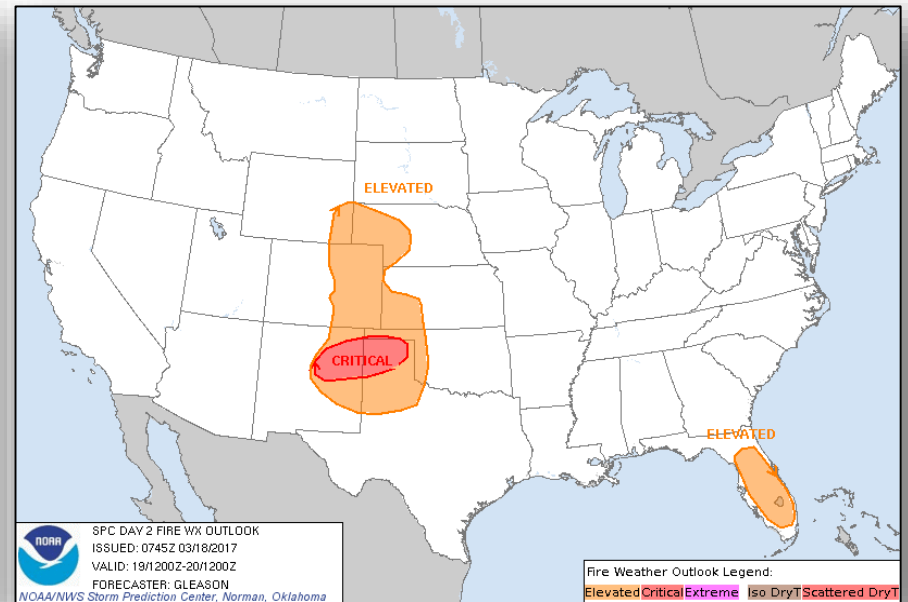 ELEVATED
CRITICAL
ELEVATED
NOAA
SPC DAY 2 FIRE WX OUTLOOK
ISSUED: 0745Z 03/18/2017
VALID: 19/1200Z-20/1200Z
FORECASTER: GLEASON
NOAA/NWS Storm Prediction Center, Norman, Oklahoma
Fire Weather Outlook Legend:
Elevated Critical Extreme Iso DryT Scattered DryT